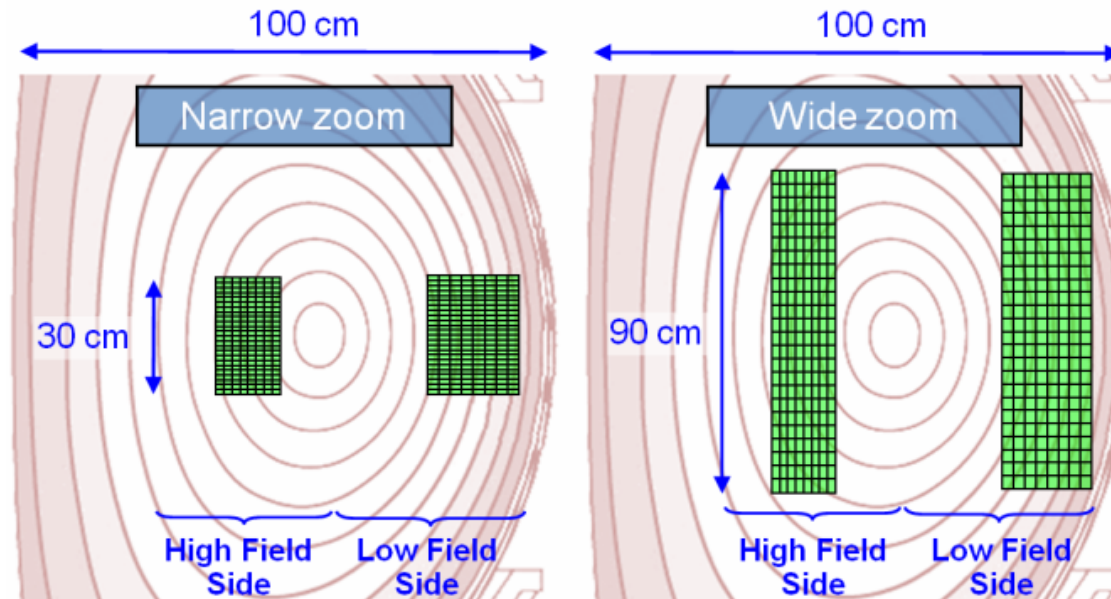 100 cm
Narrow zoom
30 cm
High Field
Side
Low Field
Side
100 cm
Wide zoom
90 cm
High Field
Side
Low Field
Side